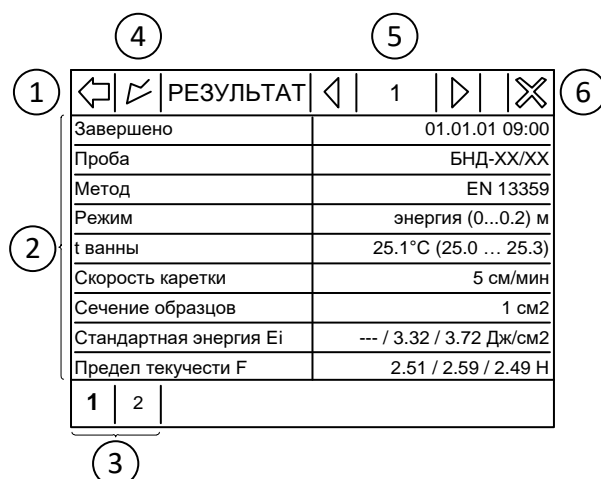 4 5
1 РЕЗУЛЬТАТ 1 6
Завершено 01.01.01 09:00
Проба БНД-XX/XX
Метод EN 13359
Режим энергия (0...0.2) м
2 t ванны 25.1°C (25.0 … 25.3)
Скорость каретки 5 см/мин
Сечение образцов 1 см2
Стандартная энергия Ei --- / 3.32 / 3.72 Дж/см2
Предел текучести F 2.51 / 2.59 / 2.49 Н
1 2
3